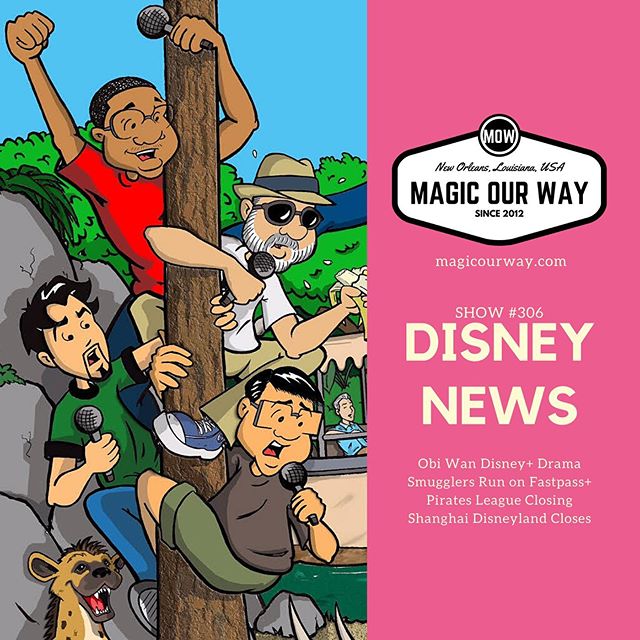 MOW
New Orleans, Louisiana, USA
MAGIC OUR WAY
SINCE 2012
magicourway.com
SHOW #306
DISNEY
NEWS
Obi Wan Disney+ Drama
Smugglers Run on Fastpass+
Pirates League Closing
Shanghai Disneyland Closes